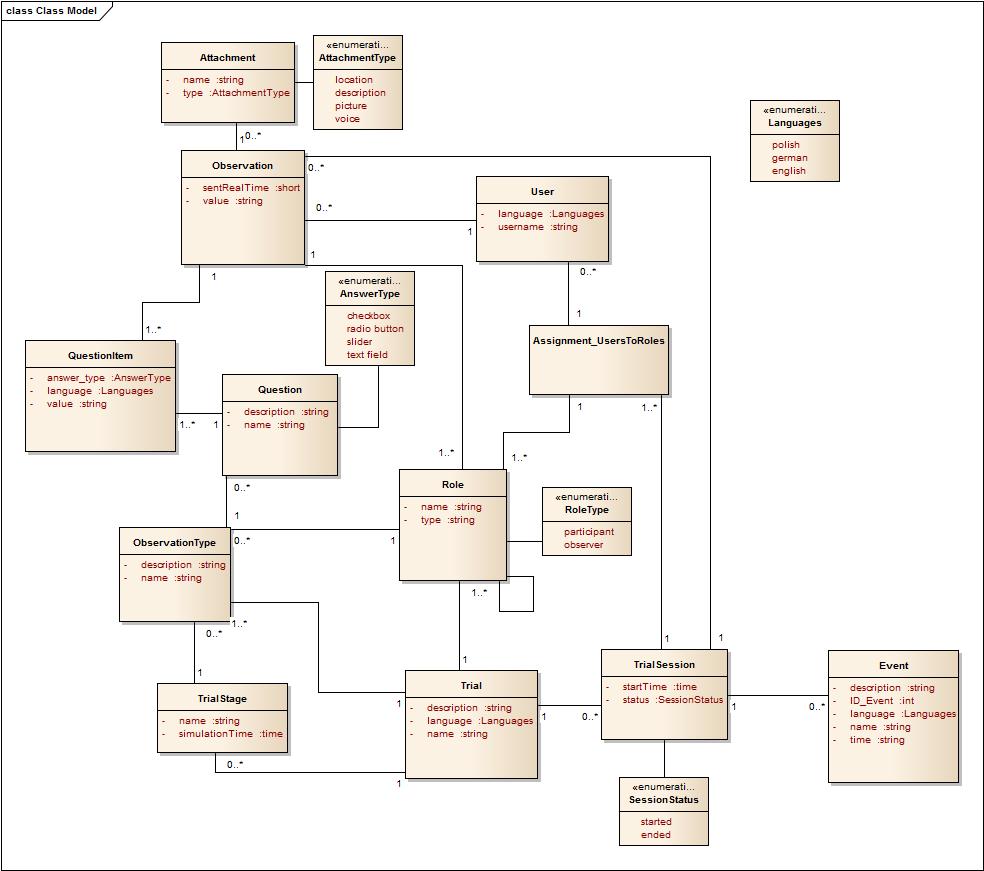 class Class Model
Attachment
- name :string
- type :AttachmentType
«enumerati...
AttachmentType
location
description
picture
voice
«enumerati...
Languages
polish
german
english
1
0..*
Observation
- sentRealTime :short
- value :string
0..*
0..*
1
1
User
- language :Languages
- username :string
1
0..*
1
«enumerati...
AnswerType
checkbox
radio button
slider
text field
Assignment_UsersToRoles
1
1..*
1..*
QuestionItem
- answer_type :AnswerType
- language :Languages
- value :string
1..*
1
Question
- description :string
- name :string
0..*
1
1..*
1..*
Role
- name :string
- type :string
1..*
«enumerati...
RoleType
participant
observer
ObservationType
- description :string
- name :string
0..*
1
0..*
1..*
1
TrialStage
- name :string
- simulationTime :time
0..*
1
Trial
- description :string
- language :Languages
- name :string
1
1
1
0..*
1
1
TrialSession
- startTime :time
- status :SessionStatus
1
0..*
Event
- description :string
- ID_Event :int
- language :Languages
- name :string
- time :string
«enumerati...
SessionStatus
started
ended